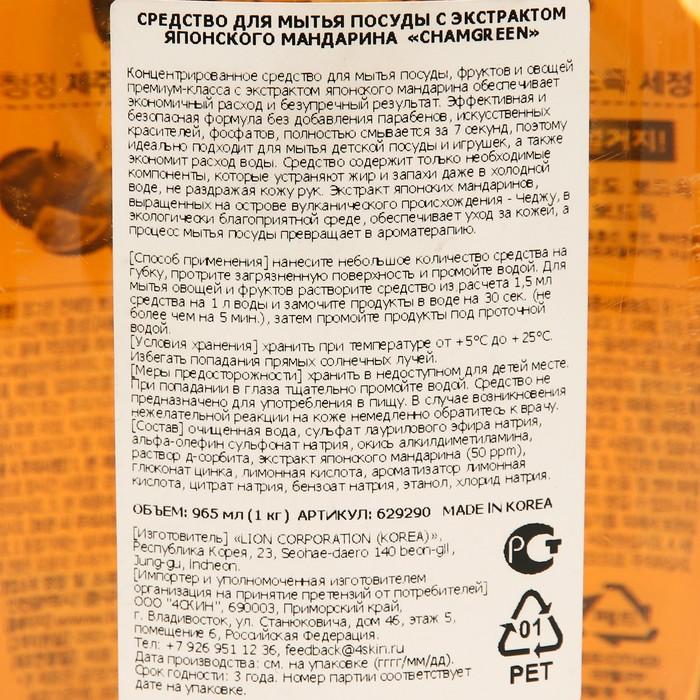 СРЕДСТВО ДЛЯ МЫТЬЯ ПОСУДЫ С ЭКСТРАКТОМ
ЯПОНСКОГО МАНДАРИНА «CHAMGREEN»
Концентрированное средство для мытья посуды, фруктов и овощей
премиум-класса с экстрактом японского мандарина обеспечивает
экономичный расход и безупречный результат. Эффективная и
безопасная формула без добавления парабенов, искусственных
красителей, фосфатов, полностью смывается за 7 секунд, поэтому
идеально подходит для мытья детской посуды и игрушек, а также
экономит расход воды. Средство содержит только необходимые
компоненты, которые устраняют жир и запахи даже в холодной
воде, не раздражая кожу рук. Экстракт японских мандаринов,
выращенных на острове вулканического происхождения - Чеджу, в
экологически благоприятной среде, обеспечивает уход за кожей, а
процесс мытья посуды превращает в ароматерапию.
[Способ применения] нанесите небольшое количество средства на
губку, протрите загрязненную поверхность и промойте водой. Для
мытья овощей и фруктов растворите средство из расчета 1,5 мл
средства на 1 л воды и замочите продукты в воде на 30 сек. (не
более чем на 5 мин.), затем промойте продукты под проточной
водой.
[Условия хранения] хранить при температуре от +5°C до +25°C.
Избегать попадания прямых солнечных лучей.
[Меры предосторожности] хранить в недоступном для детей месте.
При попадании в глаза тщательно промойте водой. Средство не
предназначено для употребления в пищу. В случае возникновения
нежелательной реакции на коже немедленно обратитесь к врачу.
[Состав] очищенная вода, сульфат лаурилового эфира натрия,
альфа-олефин сульфонат натрия, окись алкилдиметиламина,
раствор д-сорбита, экстракт японского мандарина (50 ppm),
глюконат цинка, лимонная кислота, ароматизатор лимонная
кислота, цитрат натрия, бензоат натрия, этанол, хлорид натрия.
ОБЪЕМ: 965 мл (1 кг) АРТИКУЛ: 629290 MADE IN KOREA
[Изготовитель] «LION CORPORATION (KOREA)»,
Республика Корея, 23, Seohae-daero 140 beon-gil,
Jung-gu, Incheon.
[Импортер и уполномоченная изготовителем
организация на принятие претензий от потребителей]
ООО "4СКИН", 690003, Приморский край,
г. Владивосток, ул. Станюковича, дом 46, этаж 5,
помещение 6, Российская Федерация.
Тел: +7 926 951 12 36, feedback@4skin.ru
Дата производства: см. на упаковке (гггг/мм/дд).
Срок годности: 3 года. Номер партии соответствует
дате на упаковке.
РСТ
01
PET
청정 제주
세정